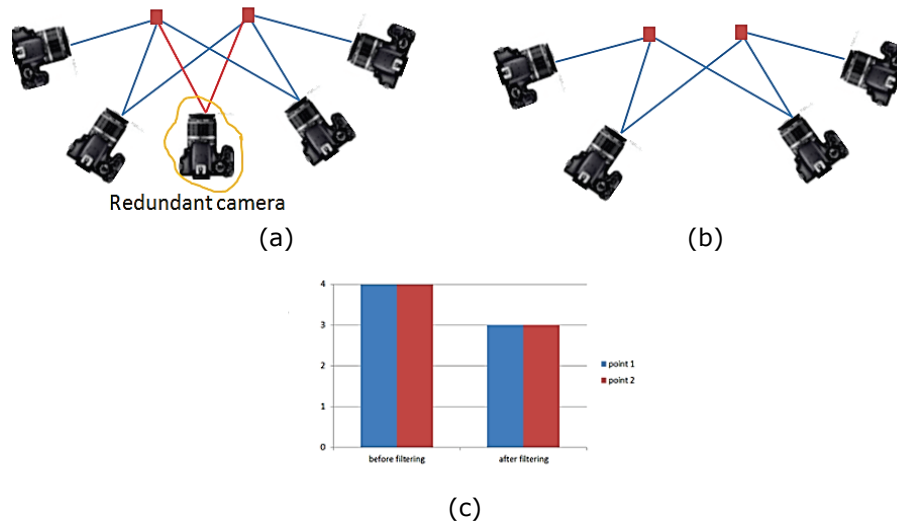 Redundant camera
(a)
(b)
4
3
2
1
0
before filtering
after filtering
point 1
point 2
(c)